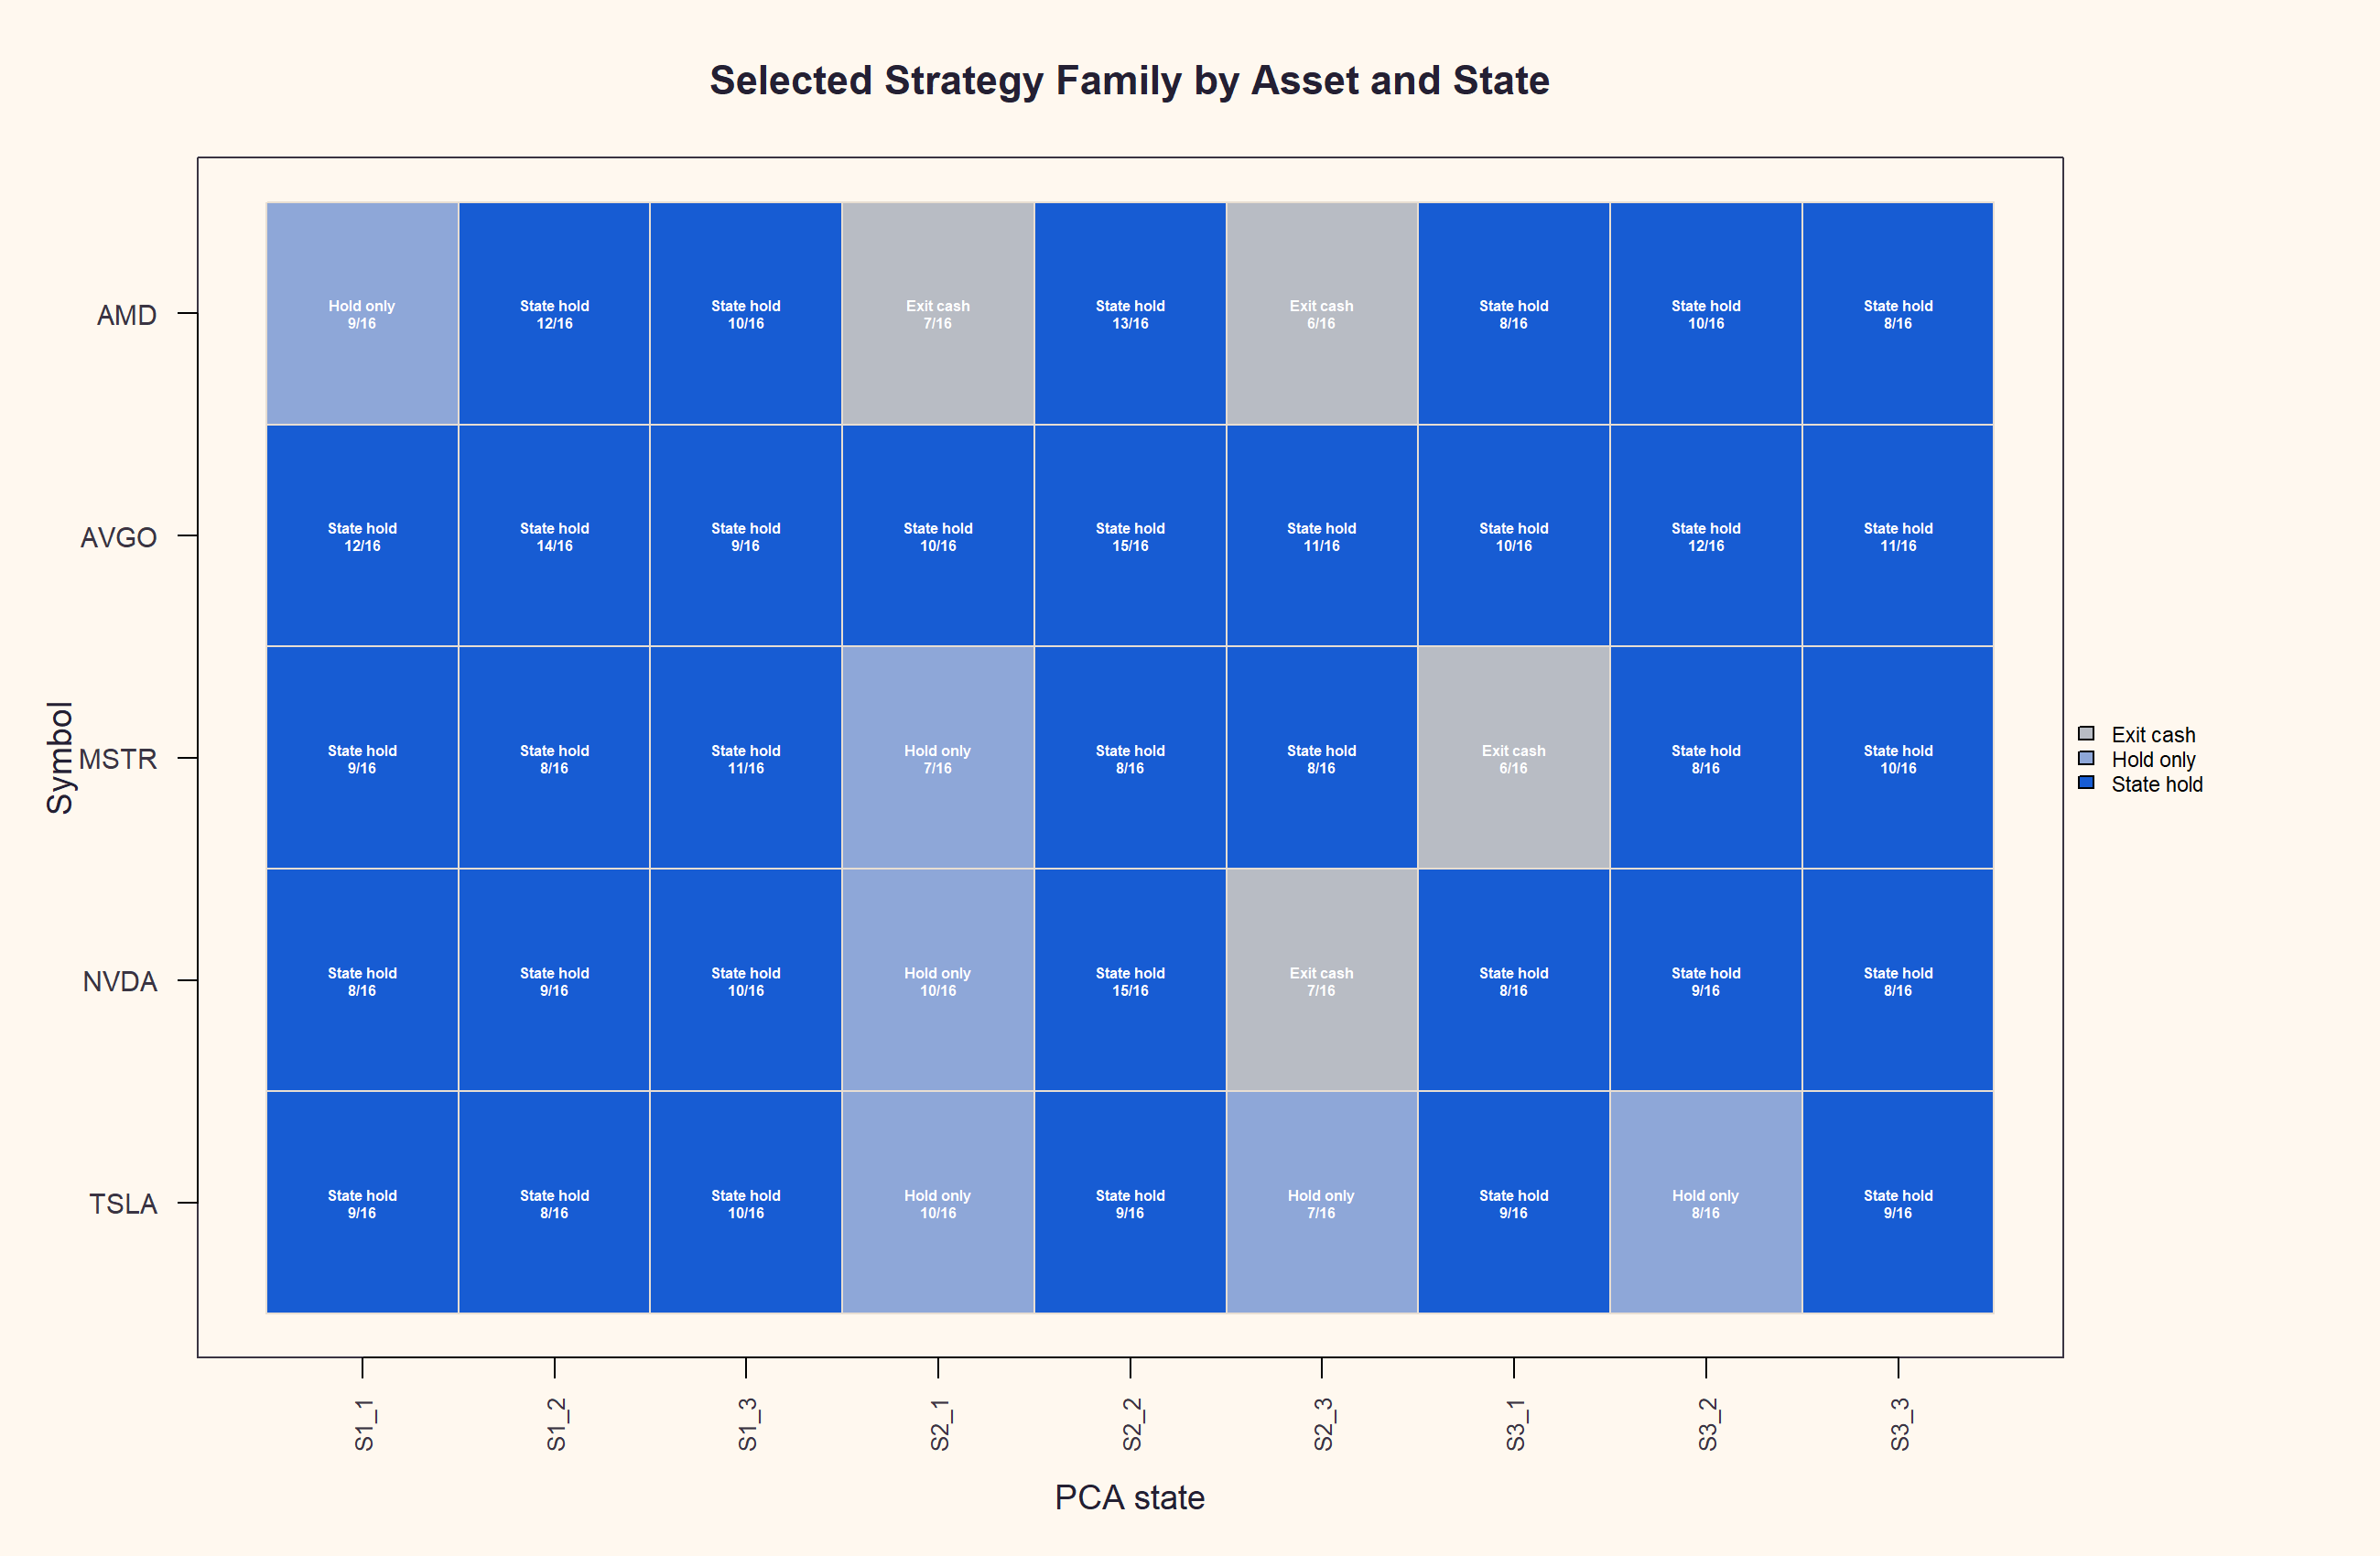 Selected Strategy Family by Asset and State
Symbol
AMD
Hold only
9/16
State hold
12/16
State hold
10/16
Exit cash
7/16
State hold
13/16
Exit cash
6/16
State hold
8/16
State hold
10/16
State hold
8/16
AVGO
State hold
12/16
State hold
14/16
State hold
9/16
State hold
10/16
State hold
15/16
State hold
11/16
State hold
10/16
State hold
12/16
State hold
11/16
MSTR
State hold
9/16
State hold
8/16
State hold
11/16
Hold only
7/16
State hold
8/16
State hold
8/16
Exit cash
6/16
State hold
8/16
State hold
10/16
NVDA
State hold
8/16
State hold
9/16
State hold
10/16
Hold only
10/16
State hold
15/16
Exit cash
7/16
State hold
8/16
State hold
9/16
State hold
8/16
TSLA
State hold
9/16
State hold
8/16
State hold
10/16
Hold only
10/16
State hold
9/16
Hold only
7/16
State hold
9/16
Hold only
8/16
State hold
9/16
S1_1
S1_2
S1_3
S2_1
S2_2
S2_3
S3_1
S3_2
S3_3
PCA state
Exit cash
Hold only
State hold